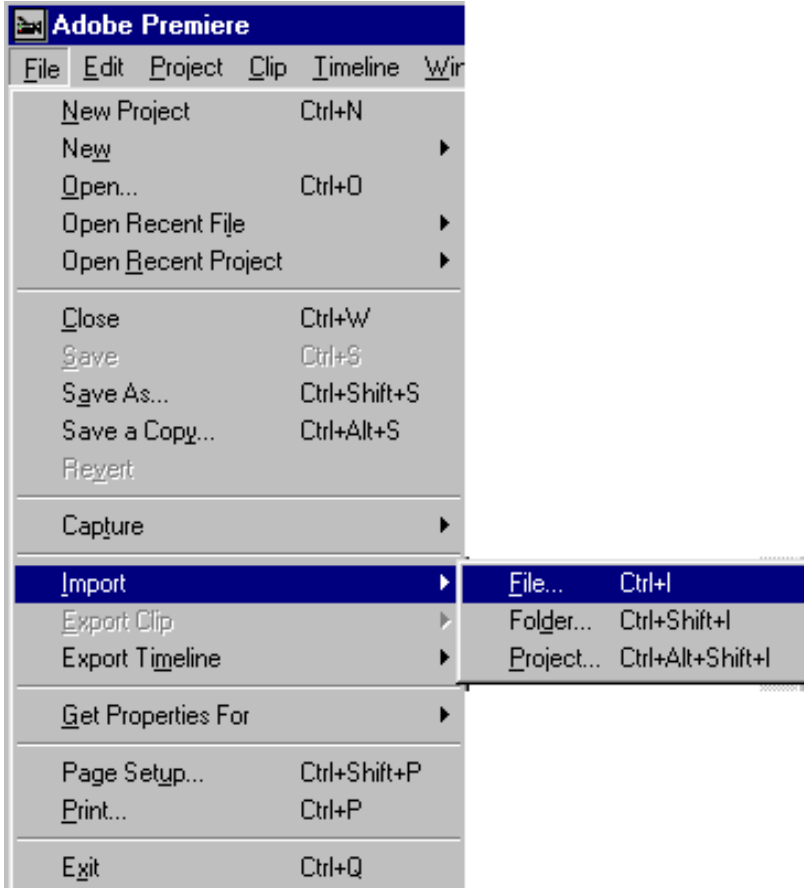 Adobe Premiere
File Edit Project Clip Timeline Wir
New Project Ctrl+N
New
Open... Ctrl+O
Open Recent File
Open Recent Project
Close Ctrl+W
Save Ctrl+S
Save As... Ctrl+Shift+S
Save a Copy... Ctrl+Alt+S
Revert
Capture
Import File... Ctrl+I
Export Clip Folder... Ctrl+Shift+I
Export Timeline Project... Ctrl+Alt+Shift+I
Get Properties For
Page Setup... Ctrl+Shift+P
Print... Ctrl+P
Exit Ctrl+Q